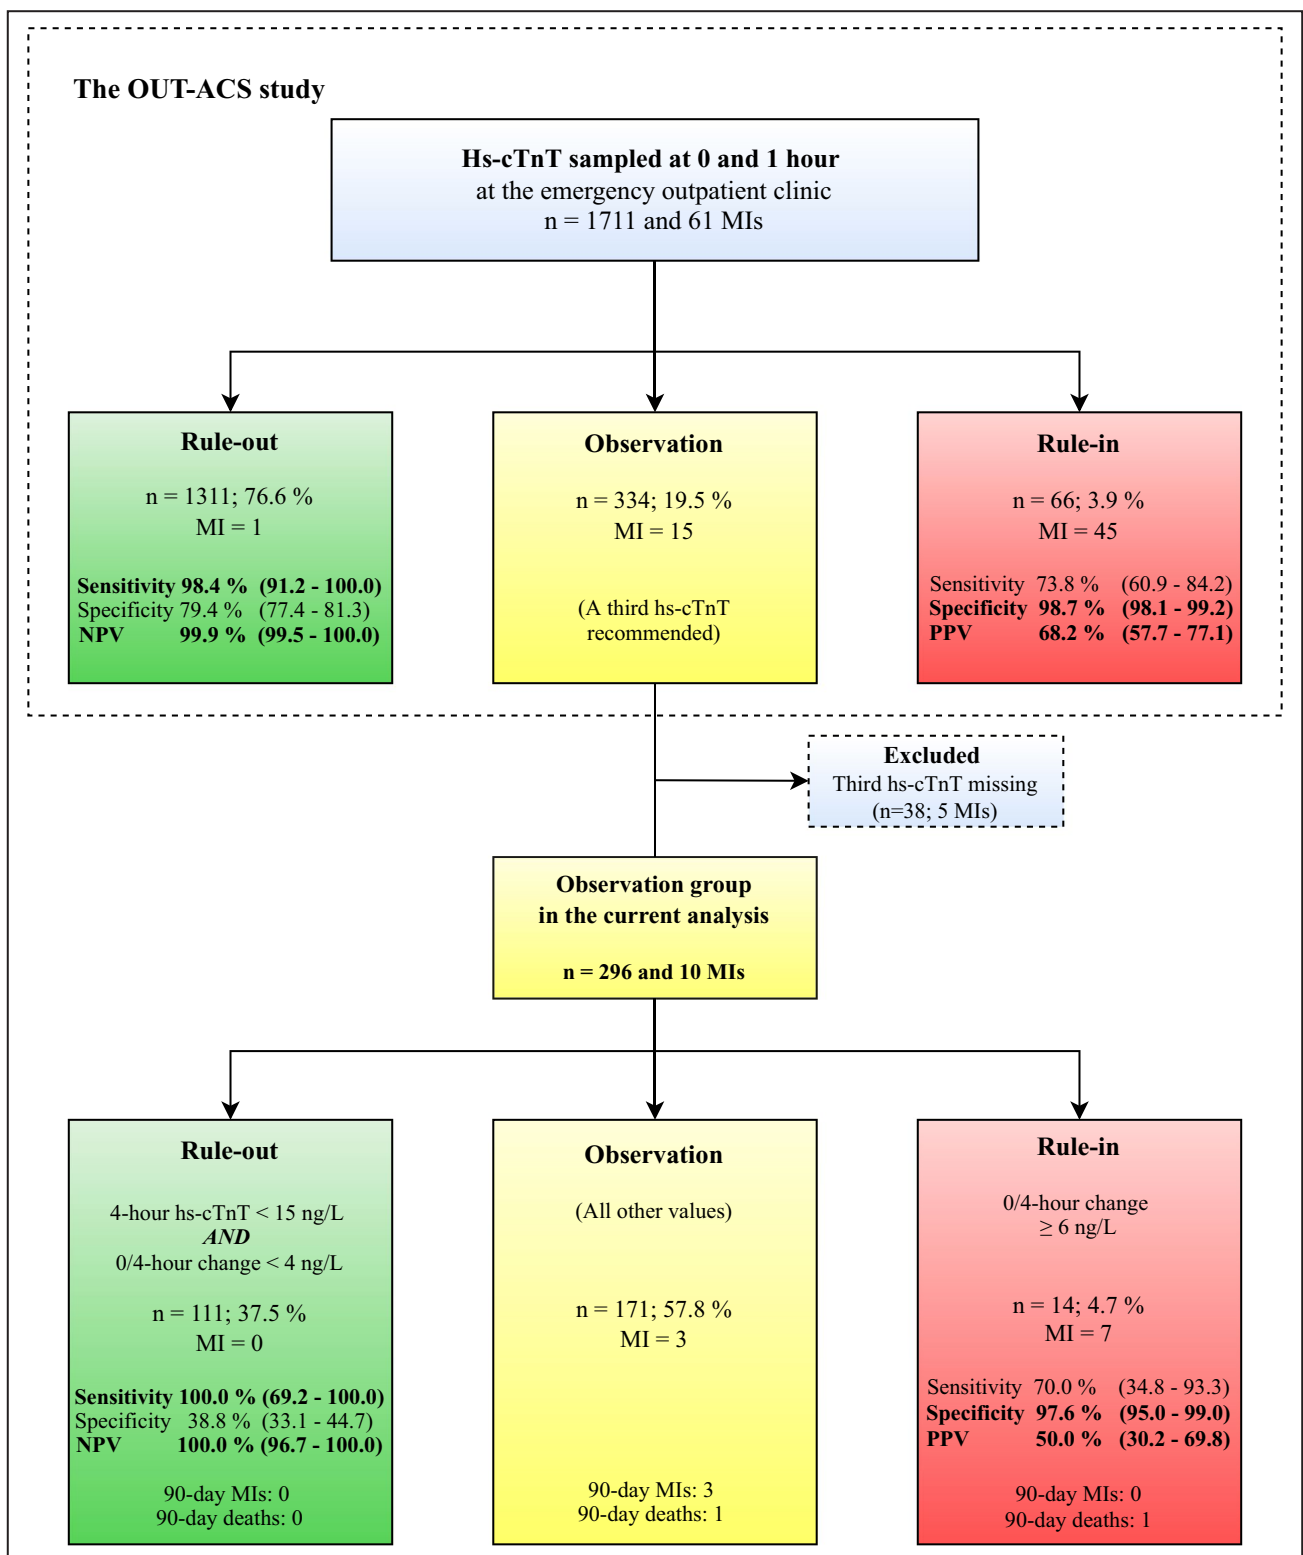 The OUT-ACS study
Hs-cTnT sampled at 0 and 1 hour
at the emergency outpatient clinic
n = 1711 and 61 MIs
Rule-out
n = 1311; 76.6 %
MI = 1
Sensitivity 98.4 % (91.2 - 100.0)
Specificity 79.4 % (77.4 - 81.3)
NPV 99.9 % (99.5 - 100.0)
Observation
n = 334; 19.5 %
MI = 15
(A third hs-cTnT
recommended)
Rule-in
n = 66; 3.9 %
MI = 45
Sensitivity 73.8 % (60.9 - 84.2)
Specificity 98.7 % (98.1 - 99.2)
PPV 68.2 % (57.7 - 77.1)
Excluded
Third hs-cTnT missing
(n=38; 5 MIs)
Observation group
in the current analysis
n = 296 and 10 MIs
Rule-out
4-hour hs-cTnT < 15 ng/L
AND
0/4-hour change < 4 ng/L
n = 111; 37.5 %
MI = 0
Sensitivity 100.0 % (69.2 - 100.0)
Specificity 38.8 % (33.1 - 44.7)
NPV 100.0 % (96.7 - 100.0)
90-day MIs: 0
90-day deaths: 0
Observation
(All other values)
n = 171; 57.8 %
MI = 3
90-day MIs: 3
90-day deaths: 1
Rule-in
0/4-hour change
≥ 6 ng/L
n = 14; 4.7 %
MI = 7
Sensitivity 70.0 % (34.8 - 93.3)
Specificity 97.6 % (95.0 - 99.0)
PPV 50.0 % (30.2 - 69.8)
90-day MIs: 0
90-day deaths: 1